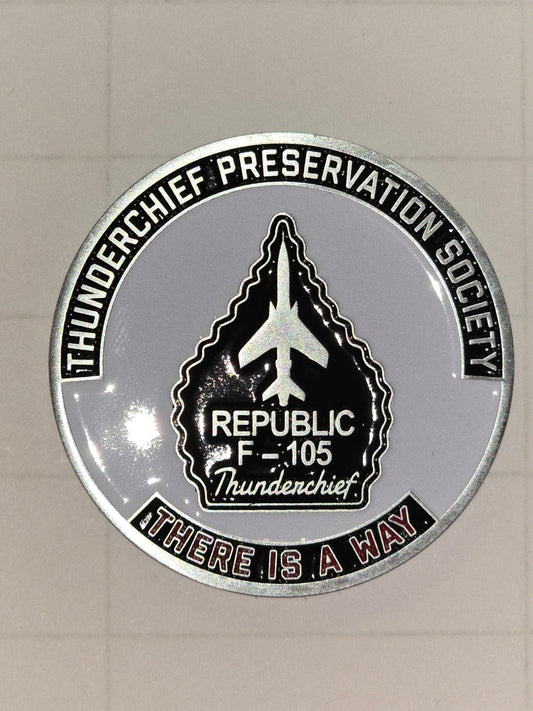 THUNDERCHIEF PRESERVATION SOCIETY
REPUBLIC
F-105
Thunderchief
THERE IS A WAY